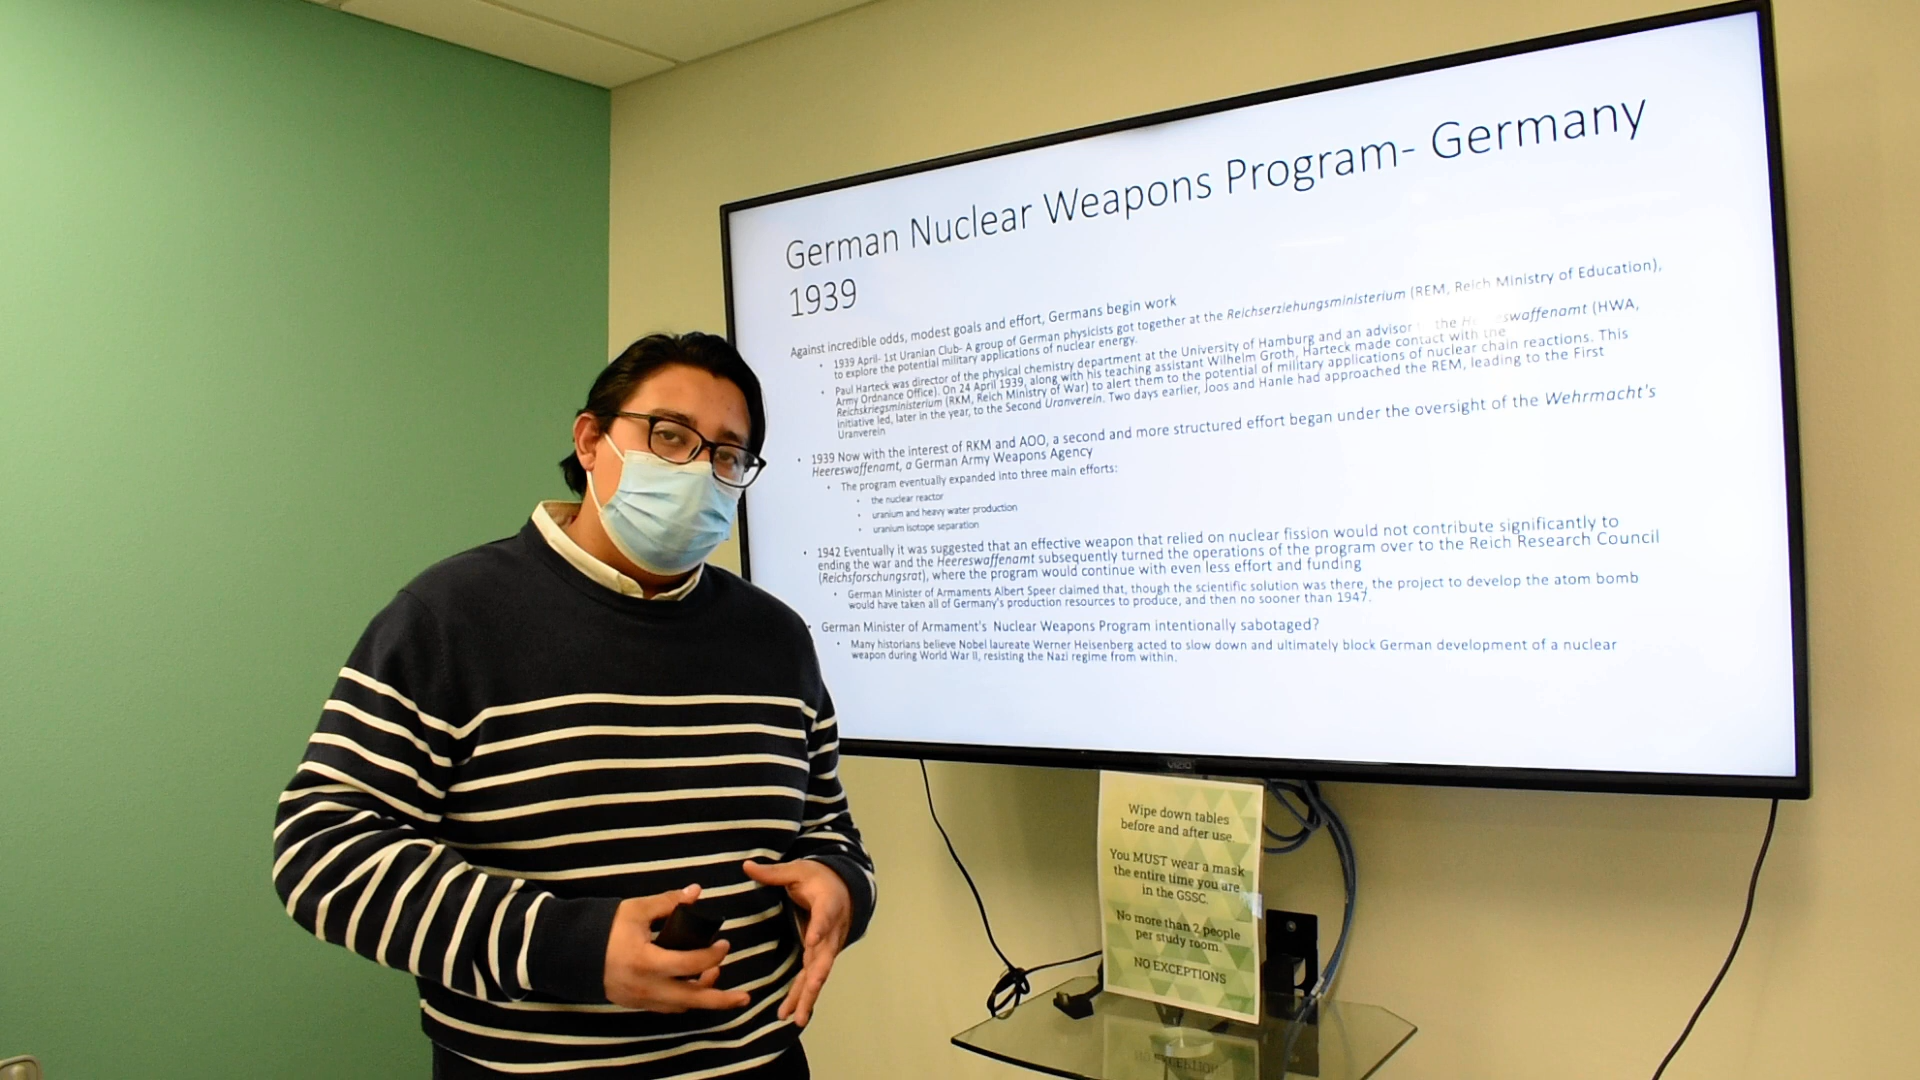 German Nuclear Weapons Program- Germany
1939
Against incredible odds, modest goals and effort, Germans begin work
• 1939 April- 1st Uranian Club- A group of German physicists got together at the Reichserziehungsministerium (REM, Reich Ministry of Education),
to explore the potential military applications of nuclear energy.
• Paul Harteck was director of the physical chemistry department at the University of Hamburg and an advisor the Heereswaffenamt (HWA,
Army Ordnance Office). On 24 April 1939, along with his teaching assistant Wilhelm Groth, Harteck made contact with the
Reichskriegsministerium (RKM, Reich Ministry of War) to alert them to the potential of military applications of nuclear chain reactions. This
initiative led, later in the year, to the Second Uranverein. Two days earlier, Joos and Hanle had approached the REM, leading to the First
Uranverein
• 1939 Now with the interest of RKM and AOO, a second and more structured effort began under the oversight of the Wehrmacht's
Heereswaffenamt, a German Army Weapons Agency
• The program eventually expanded into three main efforts:
• the nuclear reactor
• uranium and heavy water production
• uranium isotope separation
• 1942 Eventually it was suggested that an effective weapon that relied on nuclear fission would not contribute significantly to
ending the war and the Heereswaffenamt subsequently turned the operations of the program over to the Reich Research Council
(Reichsforschungsrat), where the program would continue with even less effort and funding
• German Minister of Armaments Albert Speer claimed that, though the scientific solution was there, the project to develop the atom bomb
would have taken all of Germany's production resources to produce, and then no sooner than 1947.
• German Minister of Armament's Nuclear Weapons Program intentionally sabotaged?
• Many historians believe Nobel laureate Werner Heisenberg acted to slow down and ultimately block German development of a nuclear
weapon during World War II, resisting the Nazi regime from within.
VIZIO
Wipe down tables
before and after use.
You MUST wear a mask
the entire time you are
in the GSSC.
No more than 2 people
per study room.
NO EXCEPTIONS